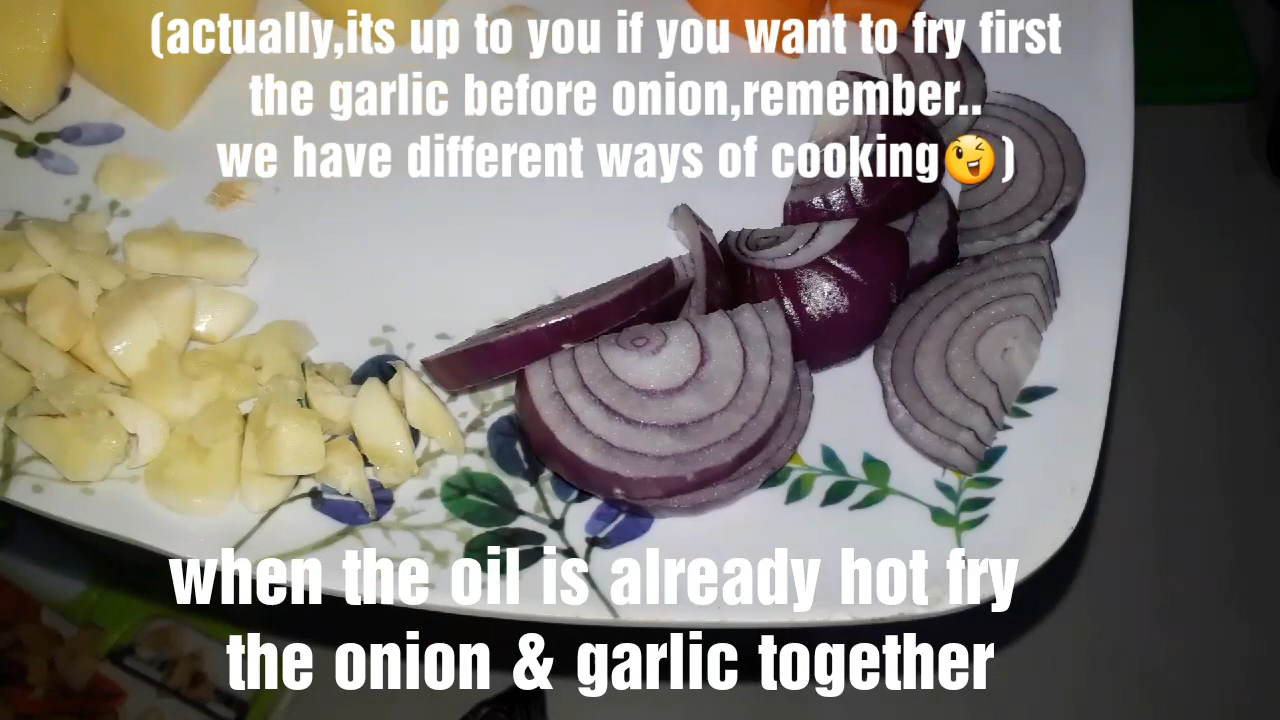 (actually,its up to you if you want to fry first
the garlic before onion,remember..
we have different ways of cooking😉)
when the oil is already hot fry
the onion & garlic together